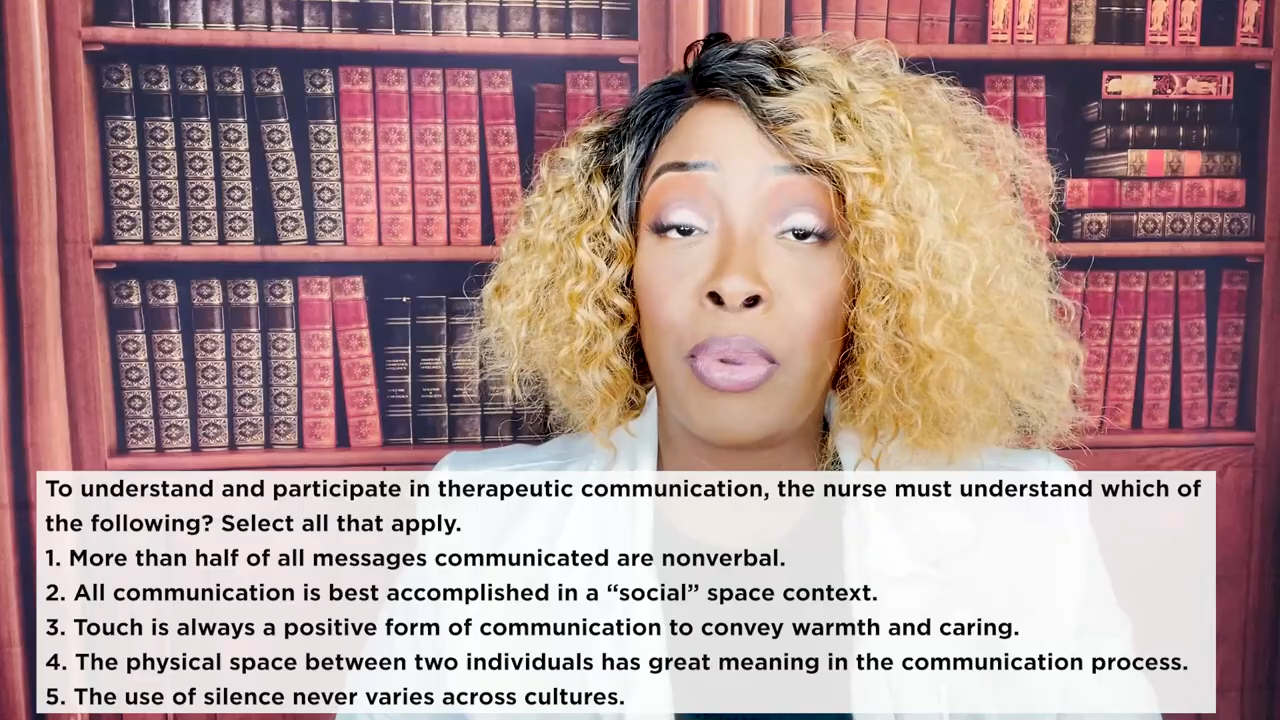 To understand and participate in therapeutic communication, the nurse must understand which of
the following? Select all that apply.
1. More than half of all messages communicated are nonverbal.
2. All communication is best accomplished in a “social” space context.
3. Touch is always a positive form of communication to convey warmth and caring.
4. The physical space between two individuals has great meaning in the communication process.
5. The use of silence never varies across cultures.